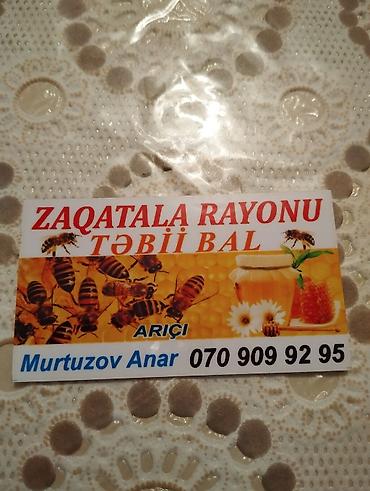 ZAQATALA RAYONU
TƏBİİ BAL
ARIÇI
Murtuzov Anar 070 909 92 95